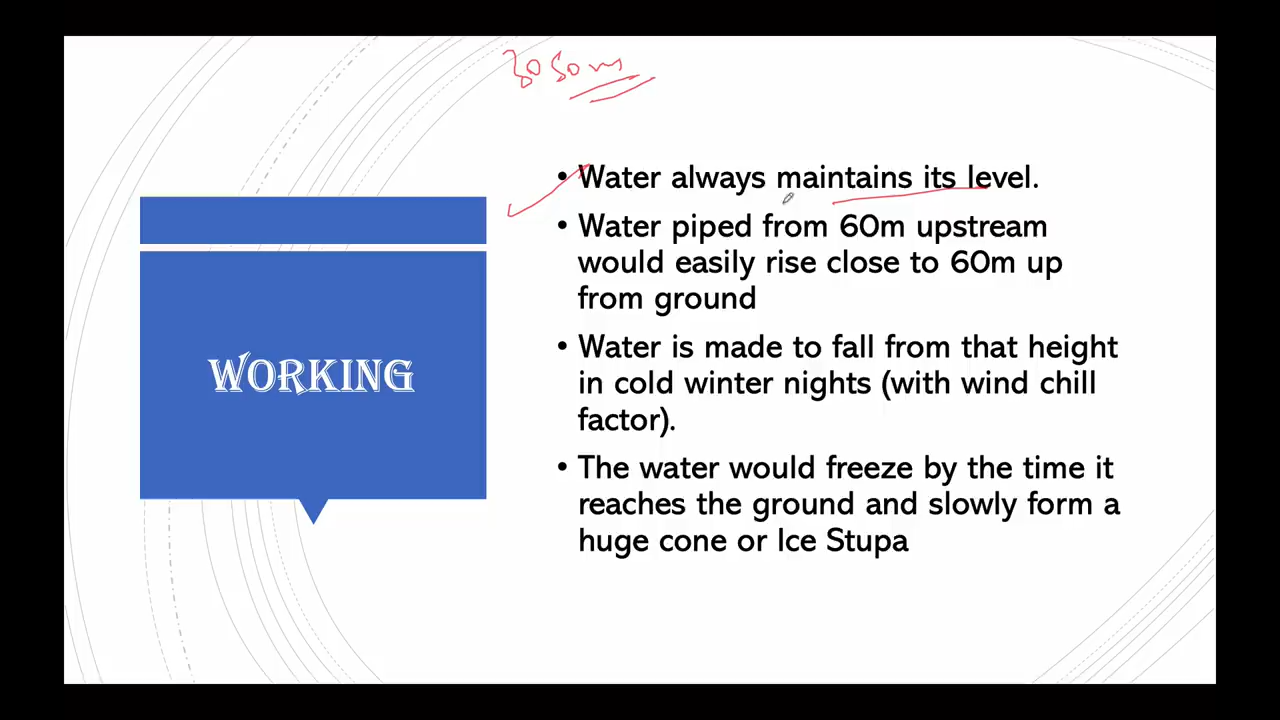 30 50m
• Water always maintains its level.
• Water piped from 60m upstream
would easily rise close to 60m up
from ground
WORKING
• Water is made to fall from that height
in cold winter nights (with wind chill
factor).
• The water would freeze by the time it
reaches the ground and slowly form a
huge cone or Ice Stupa